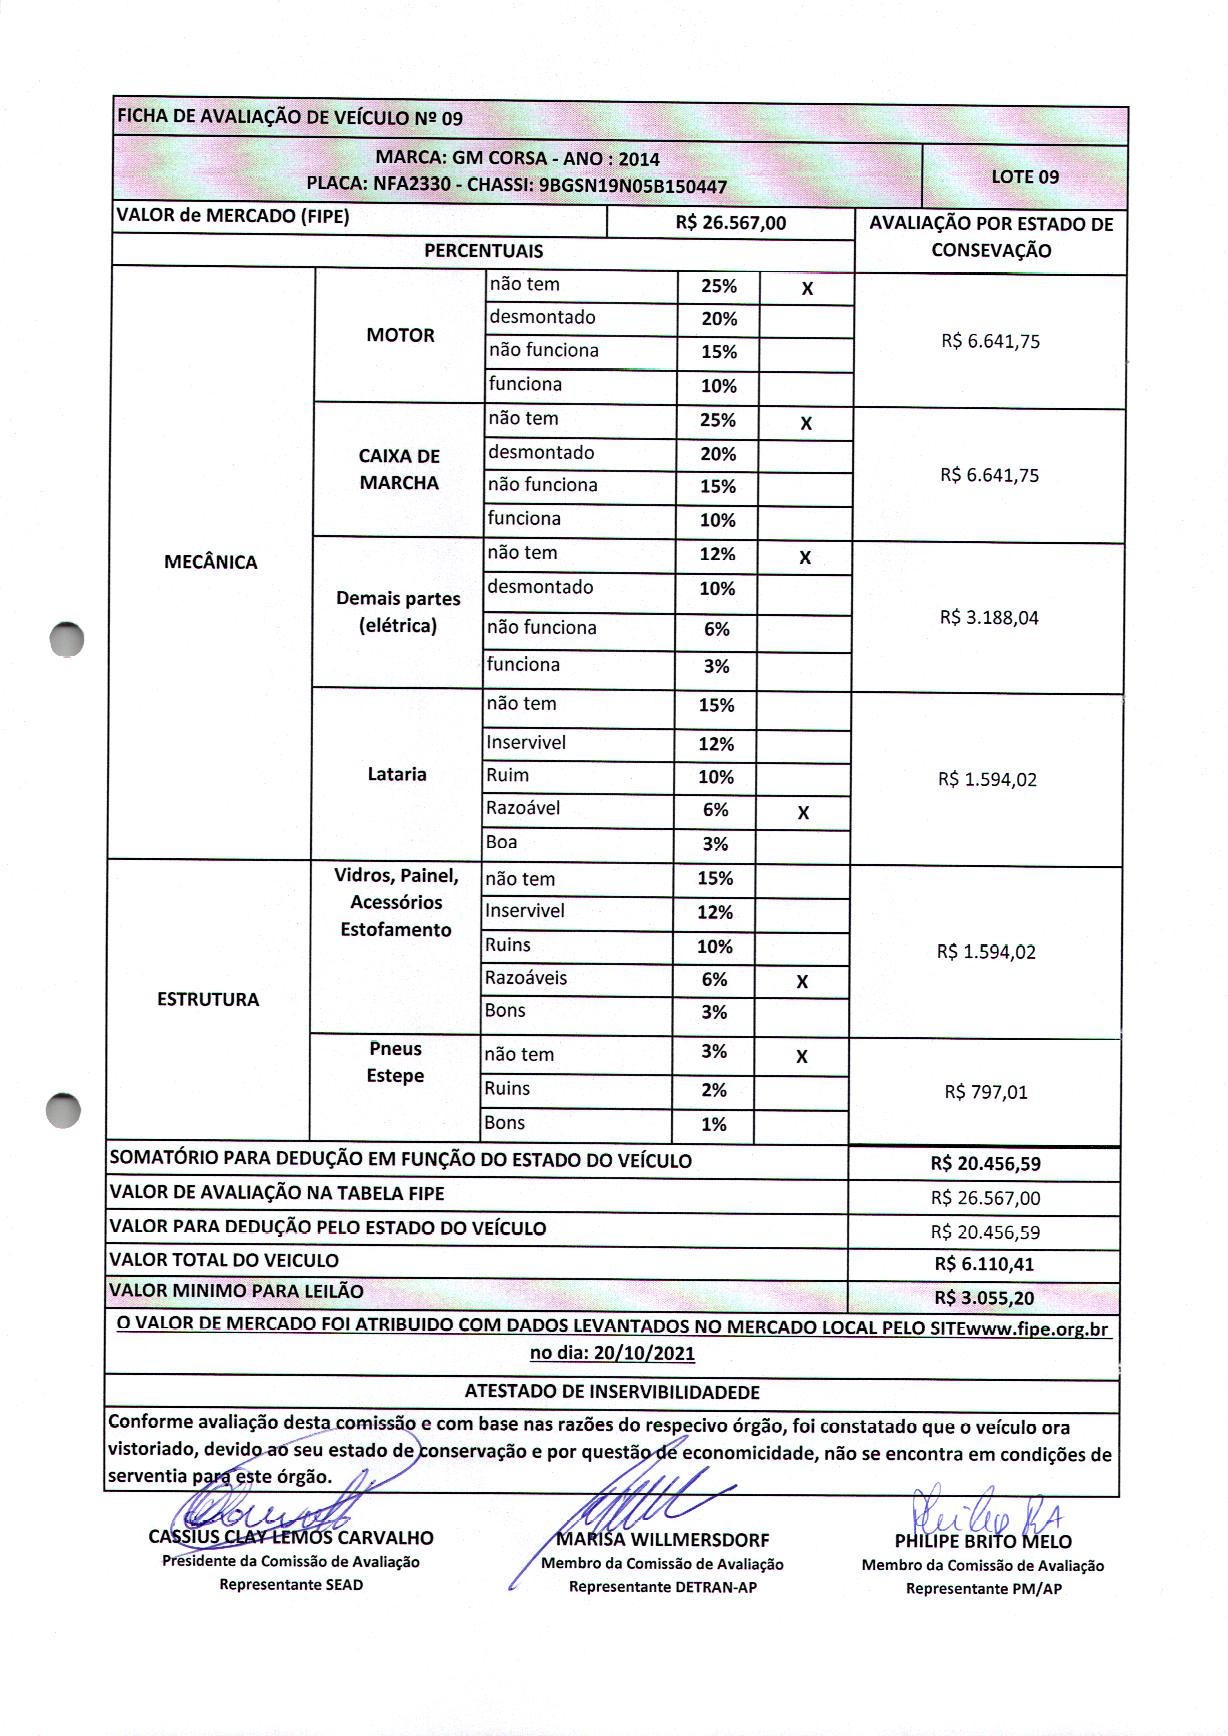 FICHA DE AVALIAÇÃO DE VEÍCULO Nº 09
MARCA: GM CORSA - ANO : 2014
PLACA: NFA2330 - CHASSI: 9BGSN19N05B150447
LOTE 09
VALOR de MERCADO (FIPE)
R$ 26.567,00
AVALIAÇÃO POR ESTADO DE
CONSEVAÇÃO
PERCENTUAIS
MECÂNICA
MOTOR
não tem 25% X
desmontado 20%
não funciona 15%
funciona 10%
R$ 6.641,75
CAIXA DE
MARCHA
não tem 25% X
desmontado 20%
não funciona 15%
funciona 10%
R$ 6.641,75
Demais partes
(elétrica)
não tem 12% X
desmontado 10%
não funciona 6%
funciona 3%
R$ 3.188,04
Lataria
não tem 15%
Inservivel 12%
Ruim 10%
Razoável 6% X
Boa 3%
R$ 1.594,02
ESTRUTURA
Vidros, Painel,
Acessórios
Estofamento
não tem 15%
Inservivel 12%
Ruins 10%
Razoáveis 6% X
Bons 3%
R$ 1.594,02
Pneus
Estepe
não tem 3% X
Ruins 2%
Bons 1%
R$ 797,01
SOMATÓRIO PARA DEDUÇÃO EM FUNÇÃO DO ESTADO DO VEÍCULO R$ 20.456,59
VALOR DE AVALIAÇÃO NA TABELA FIPE R$ 26.567,00
VALOR PARA DEDUÇÃO PELO ESTADO DO VEÍCULO R$ 20.456,59
VALOR TOTAL DO VEICULO R$ 6.110,41
VALOR MINIMO PARA LEILÃO R$ 3.055,20
O VALOR DE MERCADO FOI ATRIBUIDO COM DADOS LEVANTADOS NO MERCADO LOCAL PELO SITEwww.fipe.org.br
no dia: 20/10/2021
ATESTADO DE INSERVIBILIDADEDE
Conforme avaliação desta comissão e com base nas razões do respecivo órgão, foi constatado que o veículo ora
vistoriado, devido ao seu estado de conservação e por questão de economicidade, não se encontra em condições de
serventia para este órgão.
CASSIUS CLAY LEMOS CARVALHO
Presidente da Comissão de Avaliação
Representante SEAD
MARISA WILLMERSDORF
Membro da Comissão de Avaliação
Representante DETRAN-AP
PHILIPE BRITO MELO
Membro da Comissão de Avaliação
Representante PM/AP